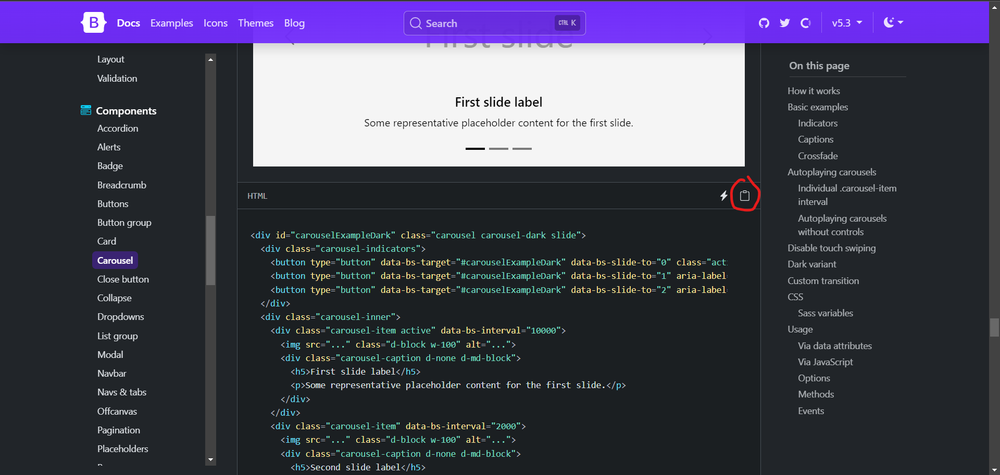 B
Docs
Examples
Icons
Themes
Blog
Search
CTRL K
v5.3
Layout
Validation
Components
Accordion
Alerts
Badge
Breadcrumb
Buttons
Button group
Card
Carousel
Close button
Collapse
Dropdowns
List group
Modal
Navbar
Navs & tabs
Offcanvas
Pagination
Placeholders
First slide
First slide label
Some representative placeholder content for the first slide.
HTML
<div id="carouselExampleDark" class="carousel carousel-dark slide">
  <div class="carousel-indicators">
    <button type="button" data-bs-target="#carouselExampleDark" data-bs-slide-to="0" class="acti
    <button type="button" data-bs-target="#carouselExampleDark" data-bs-slide-to="1" aria-label=
    <button type="button" data-bs-target="#carouselExampleDark" data-bs-slide-to="2" aria-label=
  </div>
  <div class="carousel-inner">
    <div class="carousel-item active" data-bs-interval="10000">
      <img src="..." class="d-block w-100" alt="...">
      <div class="carousel-caption d-none d-md-block">
        <h5>First slide label</h5>
        <p>Some representative placeholder content for the first slide.</p>
      </div>
    </div>
    <div class="carousel-item" data-bs-interval="2000">
      <img src="..." class="d-block w-100" alt="...">
      <div class="carousel-caption d-none d-md-block">
        <h5>Second slide label</h5>
On this page
How it works
Basic examples
Indicators
Captions
Crossfade
Autoplaying carousels
Individual .carousel-item
interval
Autoplaying carousels
without controls
Disable touch swiping
Dark variant
Custom transition
CSS
Sass variables
Usage
Via data attributes
Via JavaScript
Options
Methods
Events